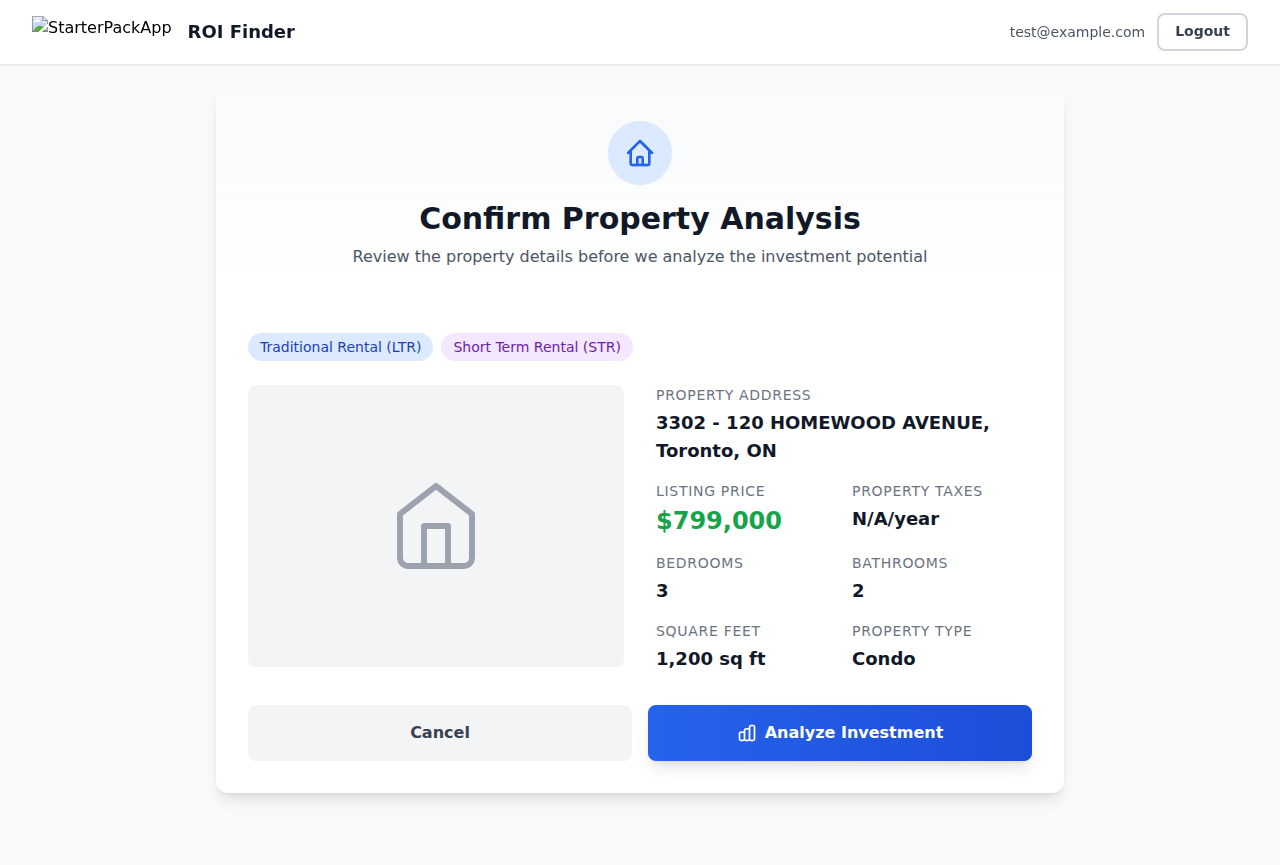 StarterPackApp
ROI Finder
test@example.com
Logout
Confirm Property Analysis
Review the property details before we analyze the investment potential
Traditional Rental (LTR)
Short Term Rental (STR)
PROPERTY ADDRESS
3302 - 120 HOMEWOOD AVENUE,
Toronto, ON
LISTING PRICE
PROPERTY TAXES
$799,000
N/A/year
BEDROOMS
BATHROOMS
3
2
SQUARE FEET
PROPERTY TYPE
1,200 sq ft
Condo
Cancel
Analyze Investment